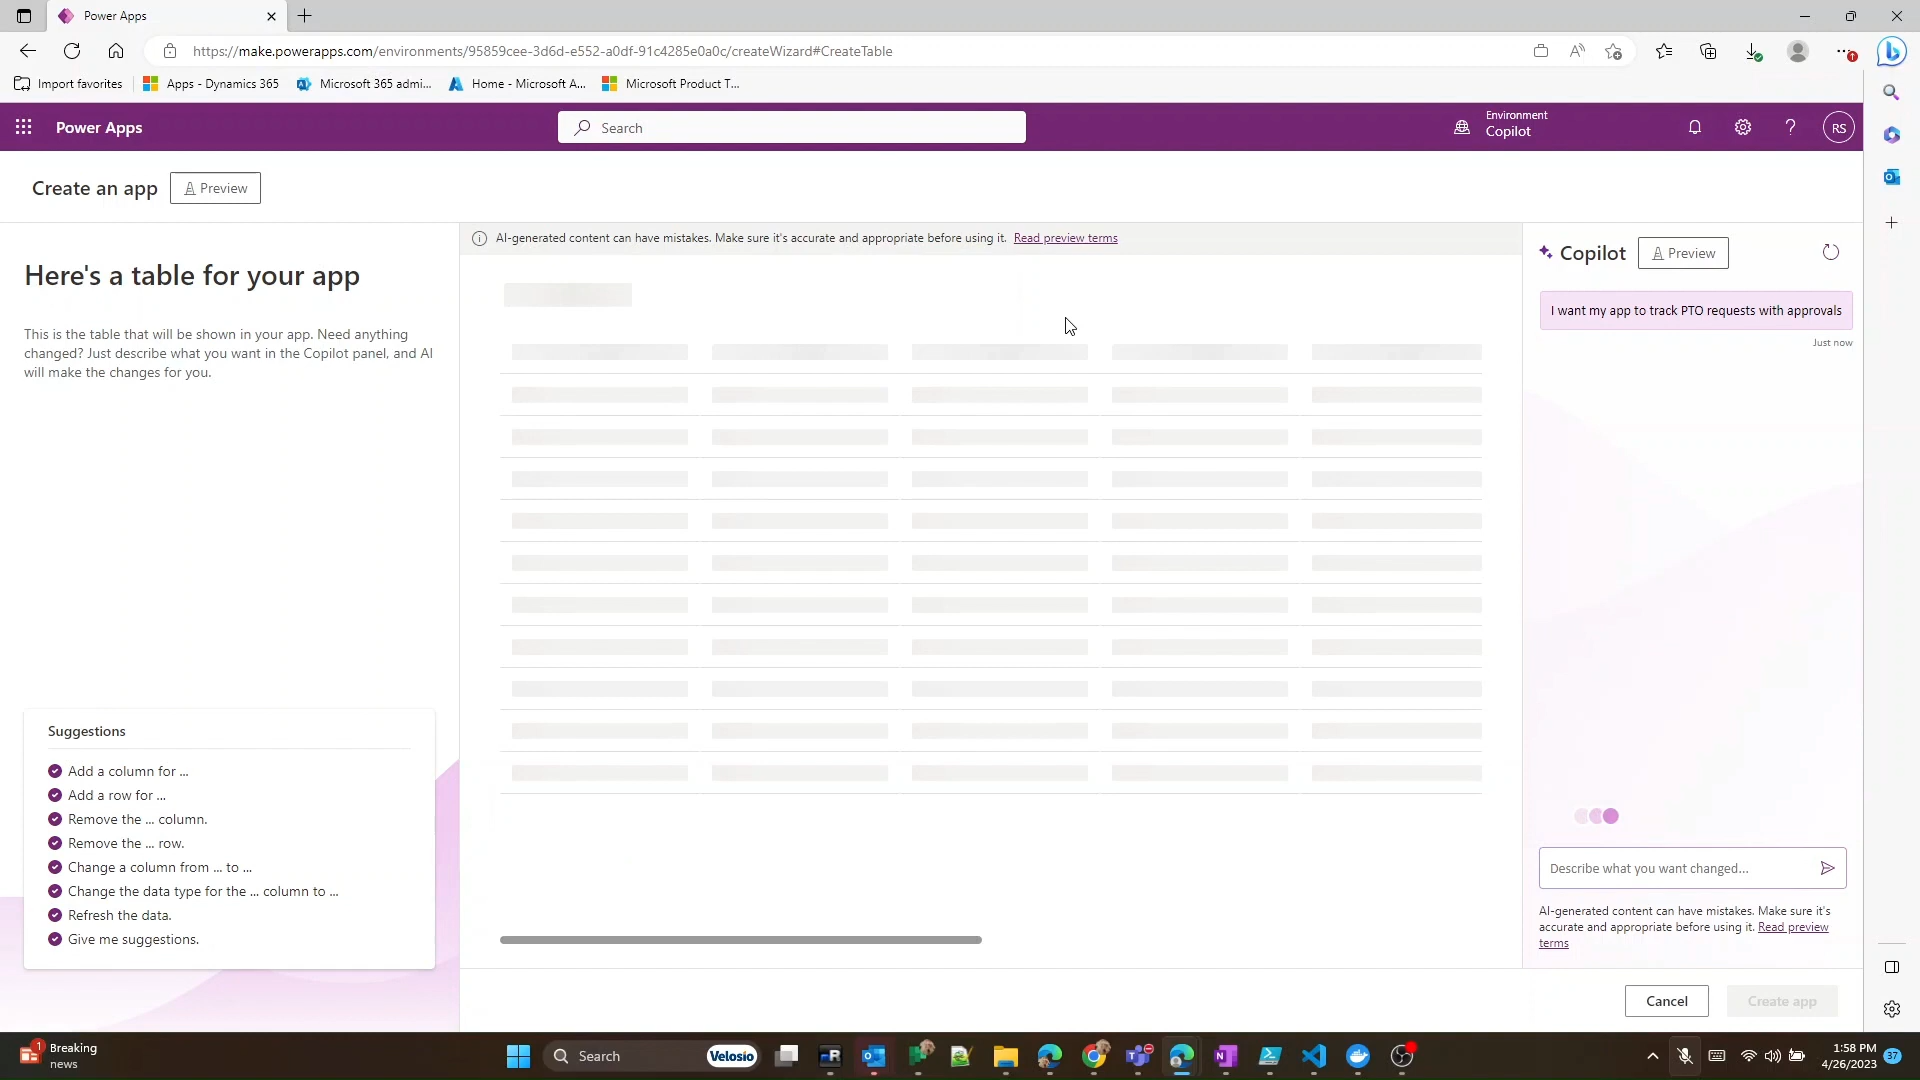 Power Apps
https://make.powerapps.com/environments/95859cee-3d6d-e552-a0df-91c4285e0a0c/createWizard#CreateTable
Import favorites
Apps - Dynamics 365
Microsoft 365 admi...
Home - Microsoft A...
Microsoft Product T...
Power Apps
Search
Environment
Copilot
RS
Create an app
Preview
Here's a table for your app
This is the table that will be shown in your app. Need anything
changed? Just describe what you want in the Copilot panel, and AI
will make the changes for you.
Suggestions
Add a column for ...
Add a row for ...
Remove the ... column.
Remove the ... row.
Change a column from ... to ...
Change the data type for the ... column to ...
Refresh the data.
Give me suggestions.
AI-generated content can have mistakes. Make sure it's accurate and appropriate before using it. Read preview terms
Copilot
Preview
I want my app to track PTO requests with approvals
Just now
Describe what you want changed...
AI-generated content can have mistakes. Make sure it's
accurate and appropriate before using it. Read preview
terms
Cancel
Create app
1
Breaking
news
Search
Velosio
1:58 PM
4/26/2023
37